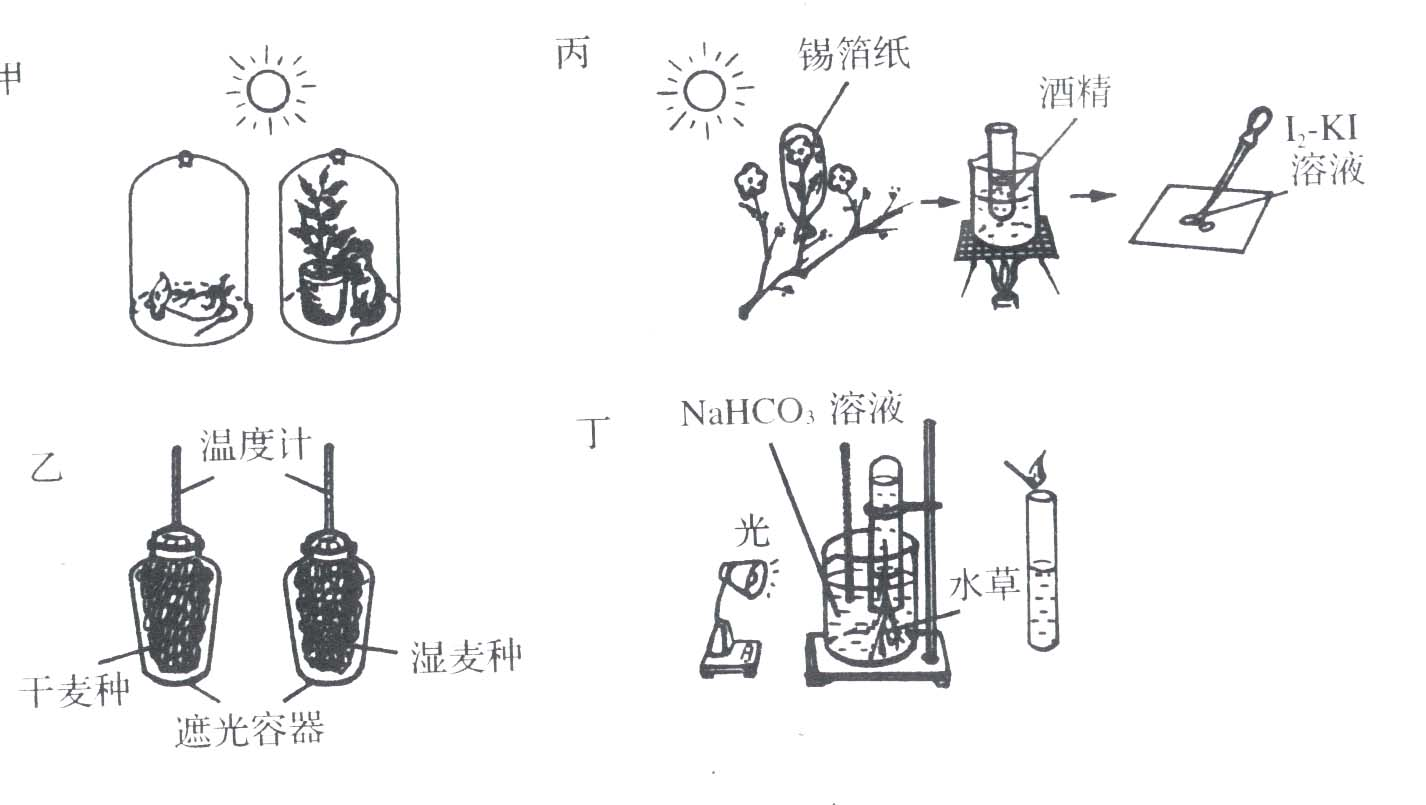 甲
丙
锡箔纸
酒精
I₂-KI
溶液
乙
温度计
干麦种
湿麦种
遮光容器
丁
NaHCO₃ 溶液
光
水草